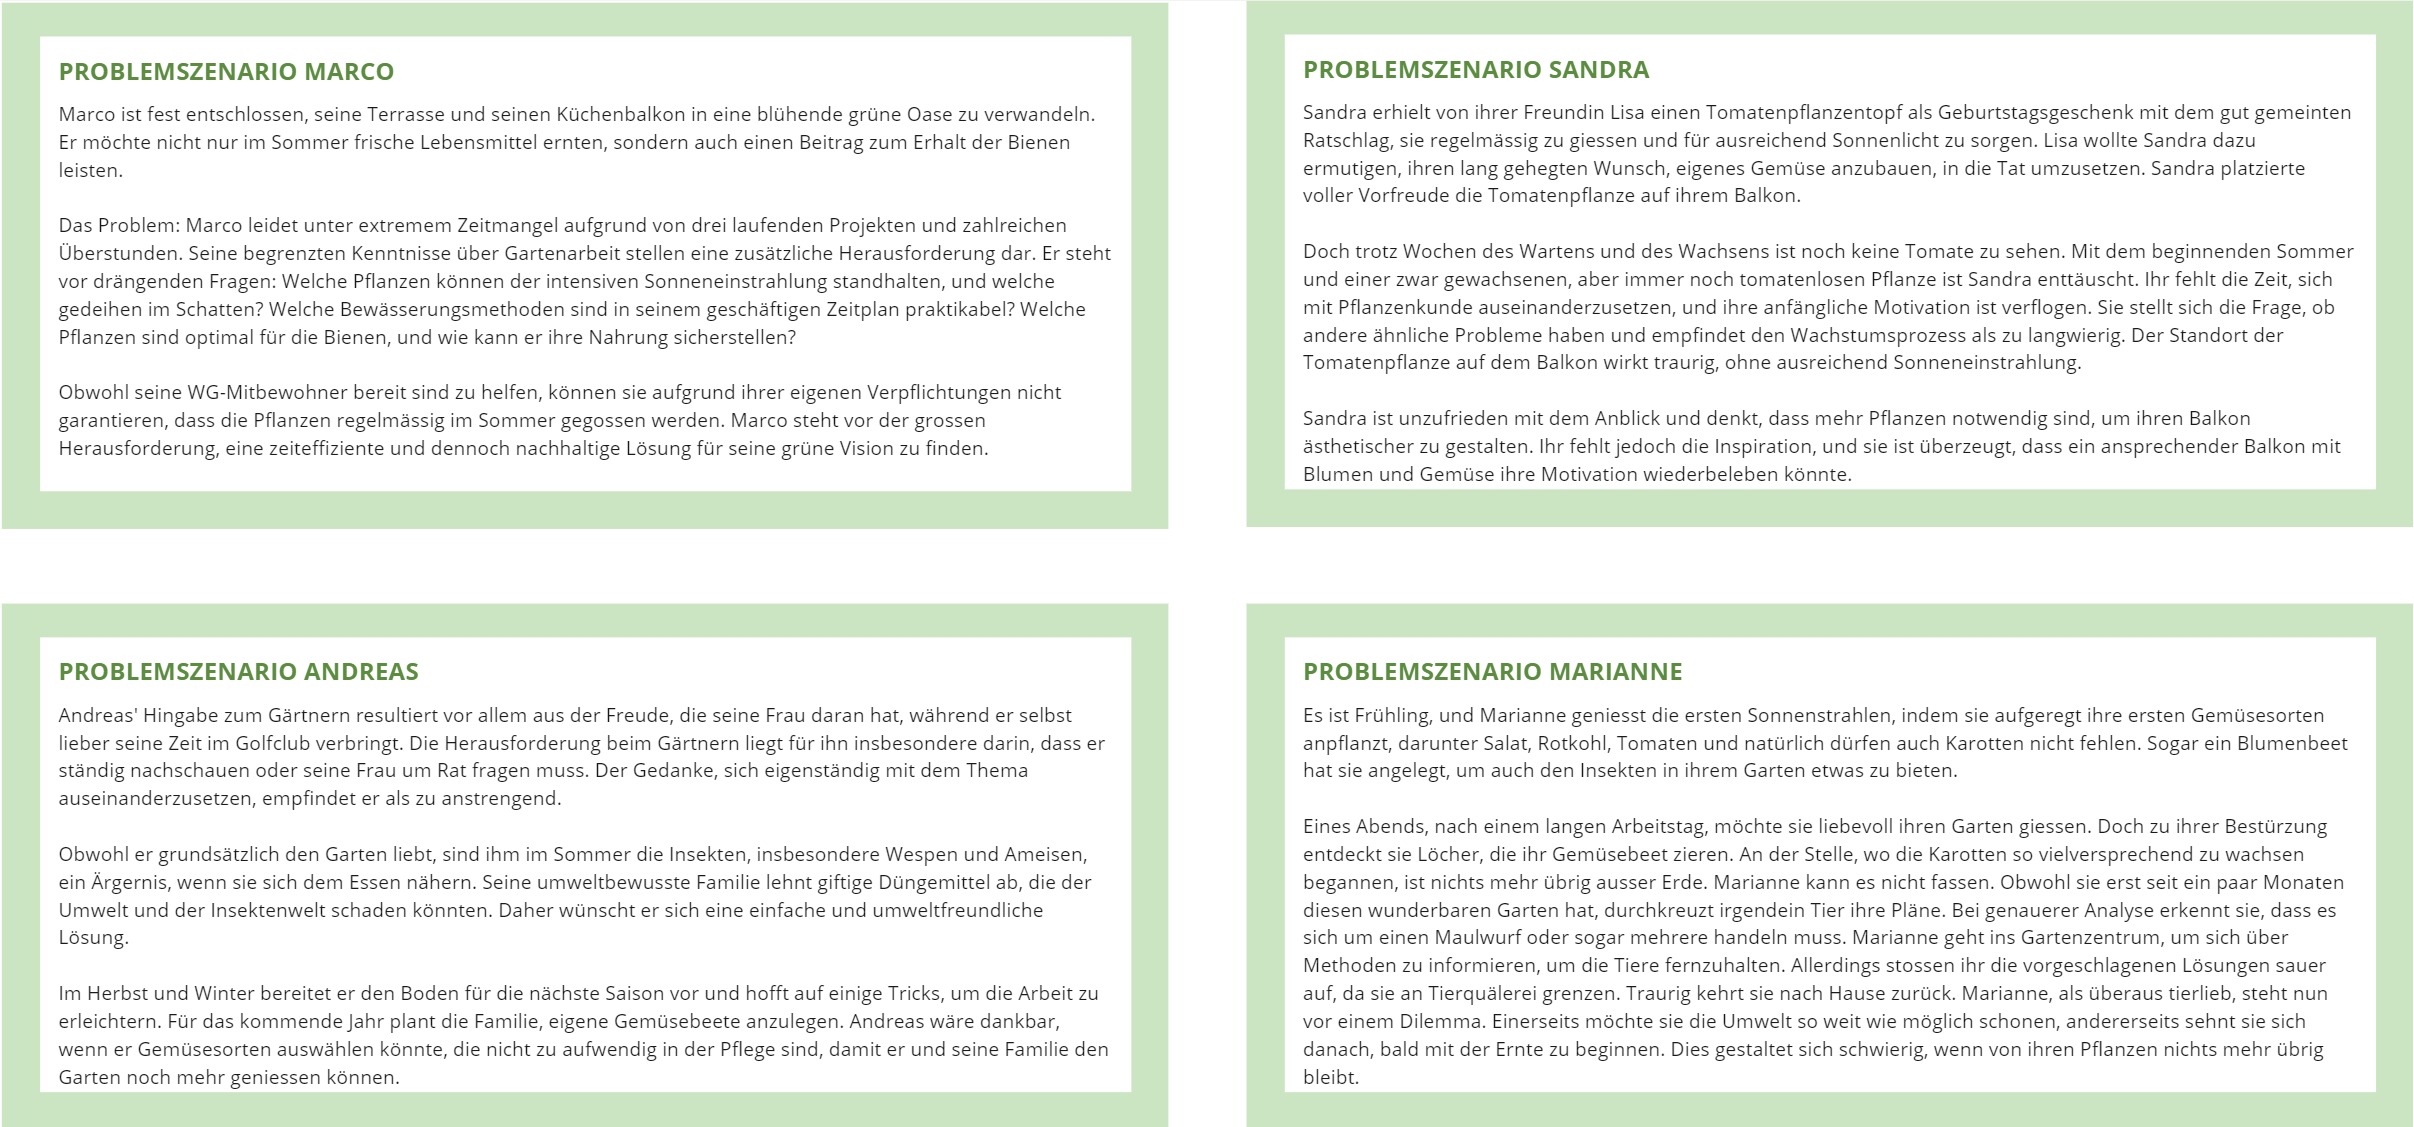 PROBLEMSZENARIO MARCO
Marco ist fest entschlossen, seine Terrasse und seinen Küchenbalkon in eine blühende grüne Oase zu verwandeln.
Er möchte nicht nur im Sommer frische Lebensmittel ernten, sondern auch einen Beitrag zum Erhalt der Bienen
leisten.
Das Problem: Marco leidet unter extremem Zeitmangel aufgrund von drei laufenden Projekten und zahlreichen
Überstunden. Seine begrenzten Kenntnisse über Gartenarbeit stellen eine zusätzliche Herausforderung dar. Er steht
vor drängenden Fragen: Welche Pflanzen können der intensiven Sonneneinstrahlung standhalten, und welche
gedeihen im Schatten? Welche Bewässerungsmethoden sind in seinem geschäftigen Zeitplan praktikabel? Welche
Pflanzen sind optimal für die Bienen, und wie kann er ihre Nahrung sicherstellen?
Obwohl seine WG-Mitbewohner bereit sind zu helfen, können sie aufgrund ihrer eigenen Verpflichtungen nicht
garantieren, dass die Pflanzen regelmässig im Sommer gegossen werden. Marco steht vor der grossen
Herausforderung, eine zeiteffiziente und dennoch nachhaltige Lösung für seine grüne Vision zu finden.
PROBLEMSZENARIO SANDRA
Sandra erhielt von ihrer Freundin Lisa einen Tomatenpflanzentopf als Geburtstagsgeschenk mit dem gut gemeinten
Ratschlag, sie regelmässig zu giessen und für ausreichend Sonnenlicht zu sorgen. Lisa wollte Sandra dazu
ermutigen, ihren lang gehegten Wunsch, eigenes Gemüse anzubauen, in die Tat umzusetzen. Sandra platzierte
voller Vorfreude die Tomatenpflanze auf ihrem Balkon.
Doch trotz Wochen des Wartens und des Wachsens ist noch keine Tomate zu sehen. Mit dem beginnenden Sommer
und einer zwar gewachsenen, aber immer noch tomatenlosen Pflanze ist Sandra enttäuscht. Ihr fehlt die Zeit, sich
mit Pflanzenkunde auseinanderzusetzen, und ihre anfängliche Motivation ist verflogen. Sie stellt sich die Frage, ob
andere ähnliche Probleme haben und empfindet den Wachstumsprozess als zu langwierig. Der Standort der
Tomatenpflanze auf dem Balkon wirkt traurig, ohne ausreichend Sonneneinstrahlung.
Sandra ist unzufrieden mit dem Anblick und denkt, dass mehr Pflanzen notwendig sind, um ihren Balkon
ästhetischer zu gestalten. Ihr fehlt jedoch die Inspiration, und sie ist überzeugt, dass ein ansprechender Balkon mit
Blumen und Gemüse ihre Motivation wiederbeleben könnte.
PROBLEMSZENARIO ANDREAS
Andreas' Hingabe zum Gärtnern resultiert vor allem aus der Freude, die seine Frau daran hat, während er selbst
lieber seine Zeit im Golfclub verbringt. Die Herausforderung beim Gärtnern liegt für ihn insbesondere darin, dass er
ständig nachschauen oder seine Frau um Rat fragen muss. Der Gedanke, sich eigenständig mit dem Thema
auseinanderzusetzen, empfindet er als zu anstrengend.
Obwohl er grundsätzlich den Garten liebt, sind ihm im Sommer die Insekten, insbesondere Wespen und Ameisen,
ein Ärgernis, wenn sie sich dem Essen nähern. Seine umweltbewusste Familie lehnt giftige Düngemittel ab, die der
Umwelt und der Insektenwelt schaden könnten. Daher wünscht er sich eine einfache und umweltfreundliche
Lösung.
Im Herbst und Winter bereitet er den Boden für die nächste Saison vor und hofft auf einige Tricks, um die Arbeit zu
erleichtern. Für das kommende Jahr plant die Familie, eigene Gemüsebeete anzulegen. Andreas wäre dankbar,
wenn er Gemüsesorten auswählen könnte, die nicht zu aufwendig in der Pflege sind, damit er und seine Familie den
Garten noch mehr geniessen können.
PROBLEMSZENARIO MARIANNE
Es ist Frühling, und Marianne geniesst die ersten Sonnenstrahlen, indem sie aufgeregt ihre ersten Gemüsesorten
anpflanzt, darunter Salat, Rotkohl, Tomaten und natürlich dürfen auch Karotten nicht fehlen. Sogar ein Blumenbeet
hat sie angelegt, um auch den Insekten in ihrem Garten etwas zu bieten.
Eines Abends, nach einem langen Arbeitstag, möchte sie liebevoll ihren Garten giessen. Doch zu ihrer Bestürzung
entdeckt sie Löcher, die ihr Gemüsebeet zieren. An der Stelle, wo die Karotten so vielversprechend zu wachsen
begannen, ist nichts mehr übrig ausser Erde. Marianne kann es nicht fassen. Obwohl sie erst seit ein paar Monaten
diesen wunderbaren Garten hat, durchkreuzt irgendein Tier ihre Pläne. Bei genauerer Analyse erkennt sie, dass es
sich um einen Maulwurf oder sogar mehrere handeln muss. Marianne geht ins Gartenzentrum, um sich über
Methoden zu informieren, um die Tiere fernzuhalten. Allerdings stossen ihr die vorgeschlagenen Lösungen sauer
auf, da sie an Tierquälerei grenzen. Traurig kehrt sie nach Hause zurück. Marianne, als überaus tierlieb, steht nun
vor einem Dilemma. Einerseits möchte sie die Umwelt so weit wie möglich schonen, andererseits sehnt sie sich
danach, bald mit der Ernte zu beginnen. Dies gestaltet sich schwierig, wenn von ihren Pflanzen nichts mehr übrig
bleibt.